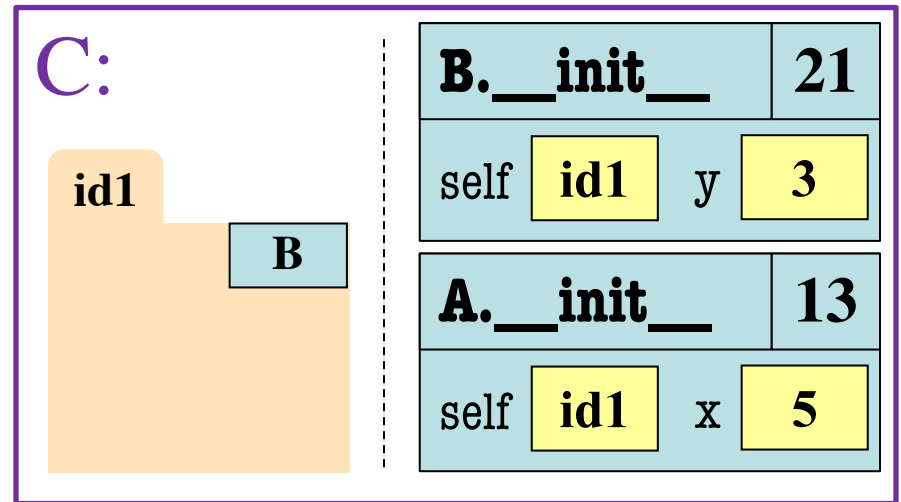 C:
id1
B
B.__init__ 21
self id1 y 3
A.__init__ 13
self id1 x 5